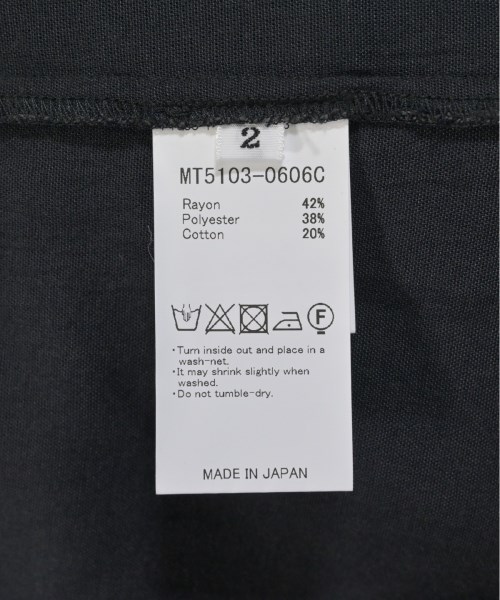 2
MT5103-0606C
Rayon 42%
Polyester 38%
Cotton 20%
F
・Turn inside out and place in a
wash-net.
・It may shrink slightly when
washed.
・Do not tumble-dry.
MADE IN JAPAN